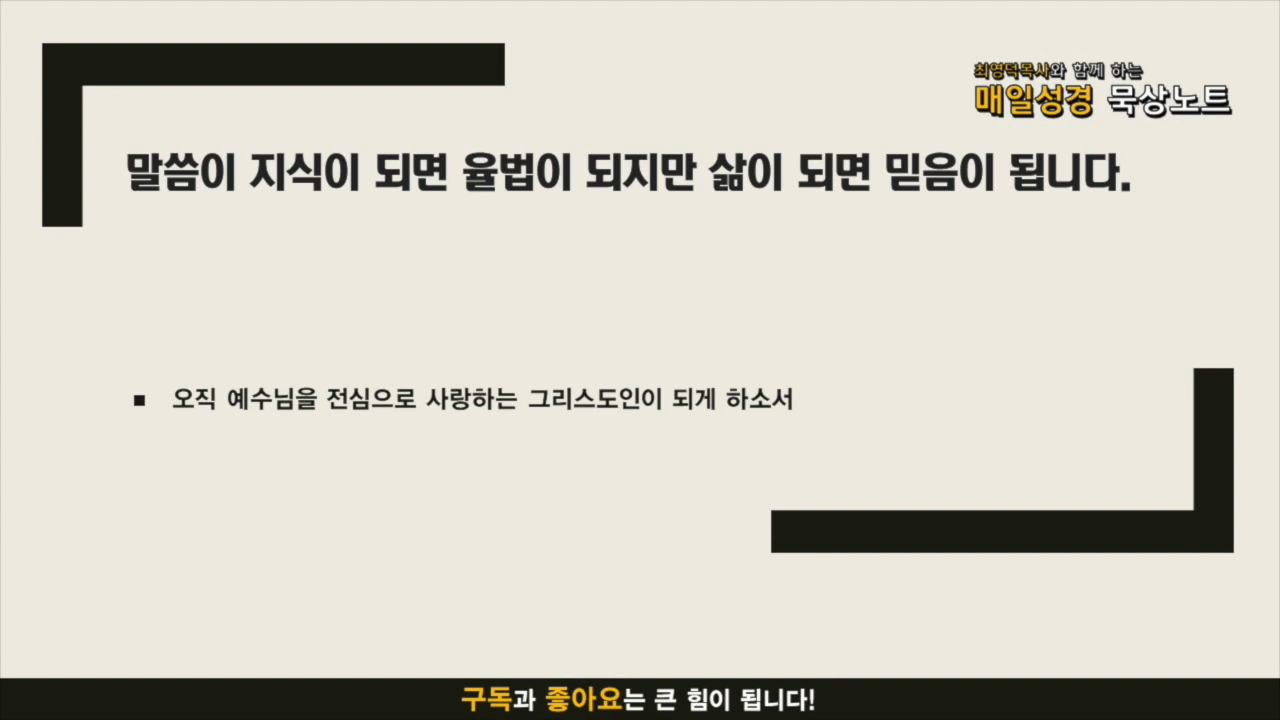 최영덕목사와 함께 하는
매일성경 묵상노트
말씀이 지식이 되면 율법이 되지만 삶이 되면 믿음이 됩니다.
■ 오직 예수님을 전심으로 사랑하는 그리스도인이 되게 하소서
구독과 좋아요는 큰 힘이 됩니다!